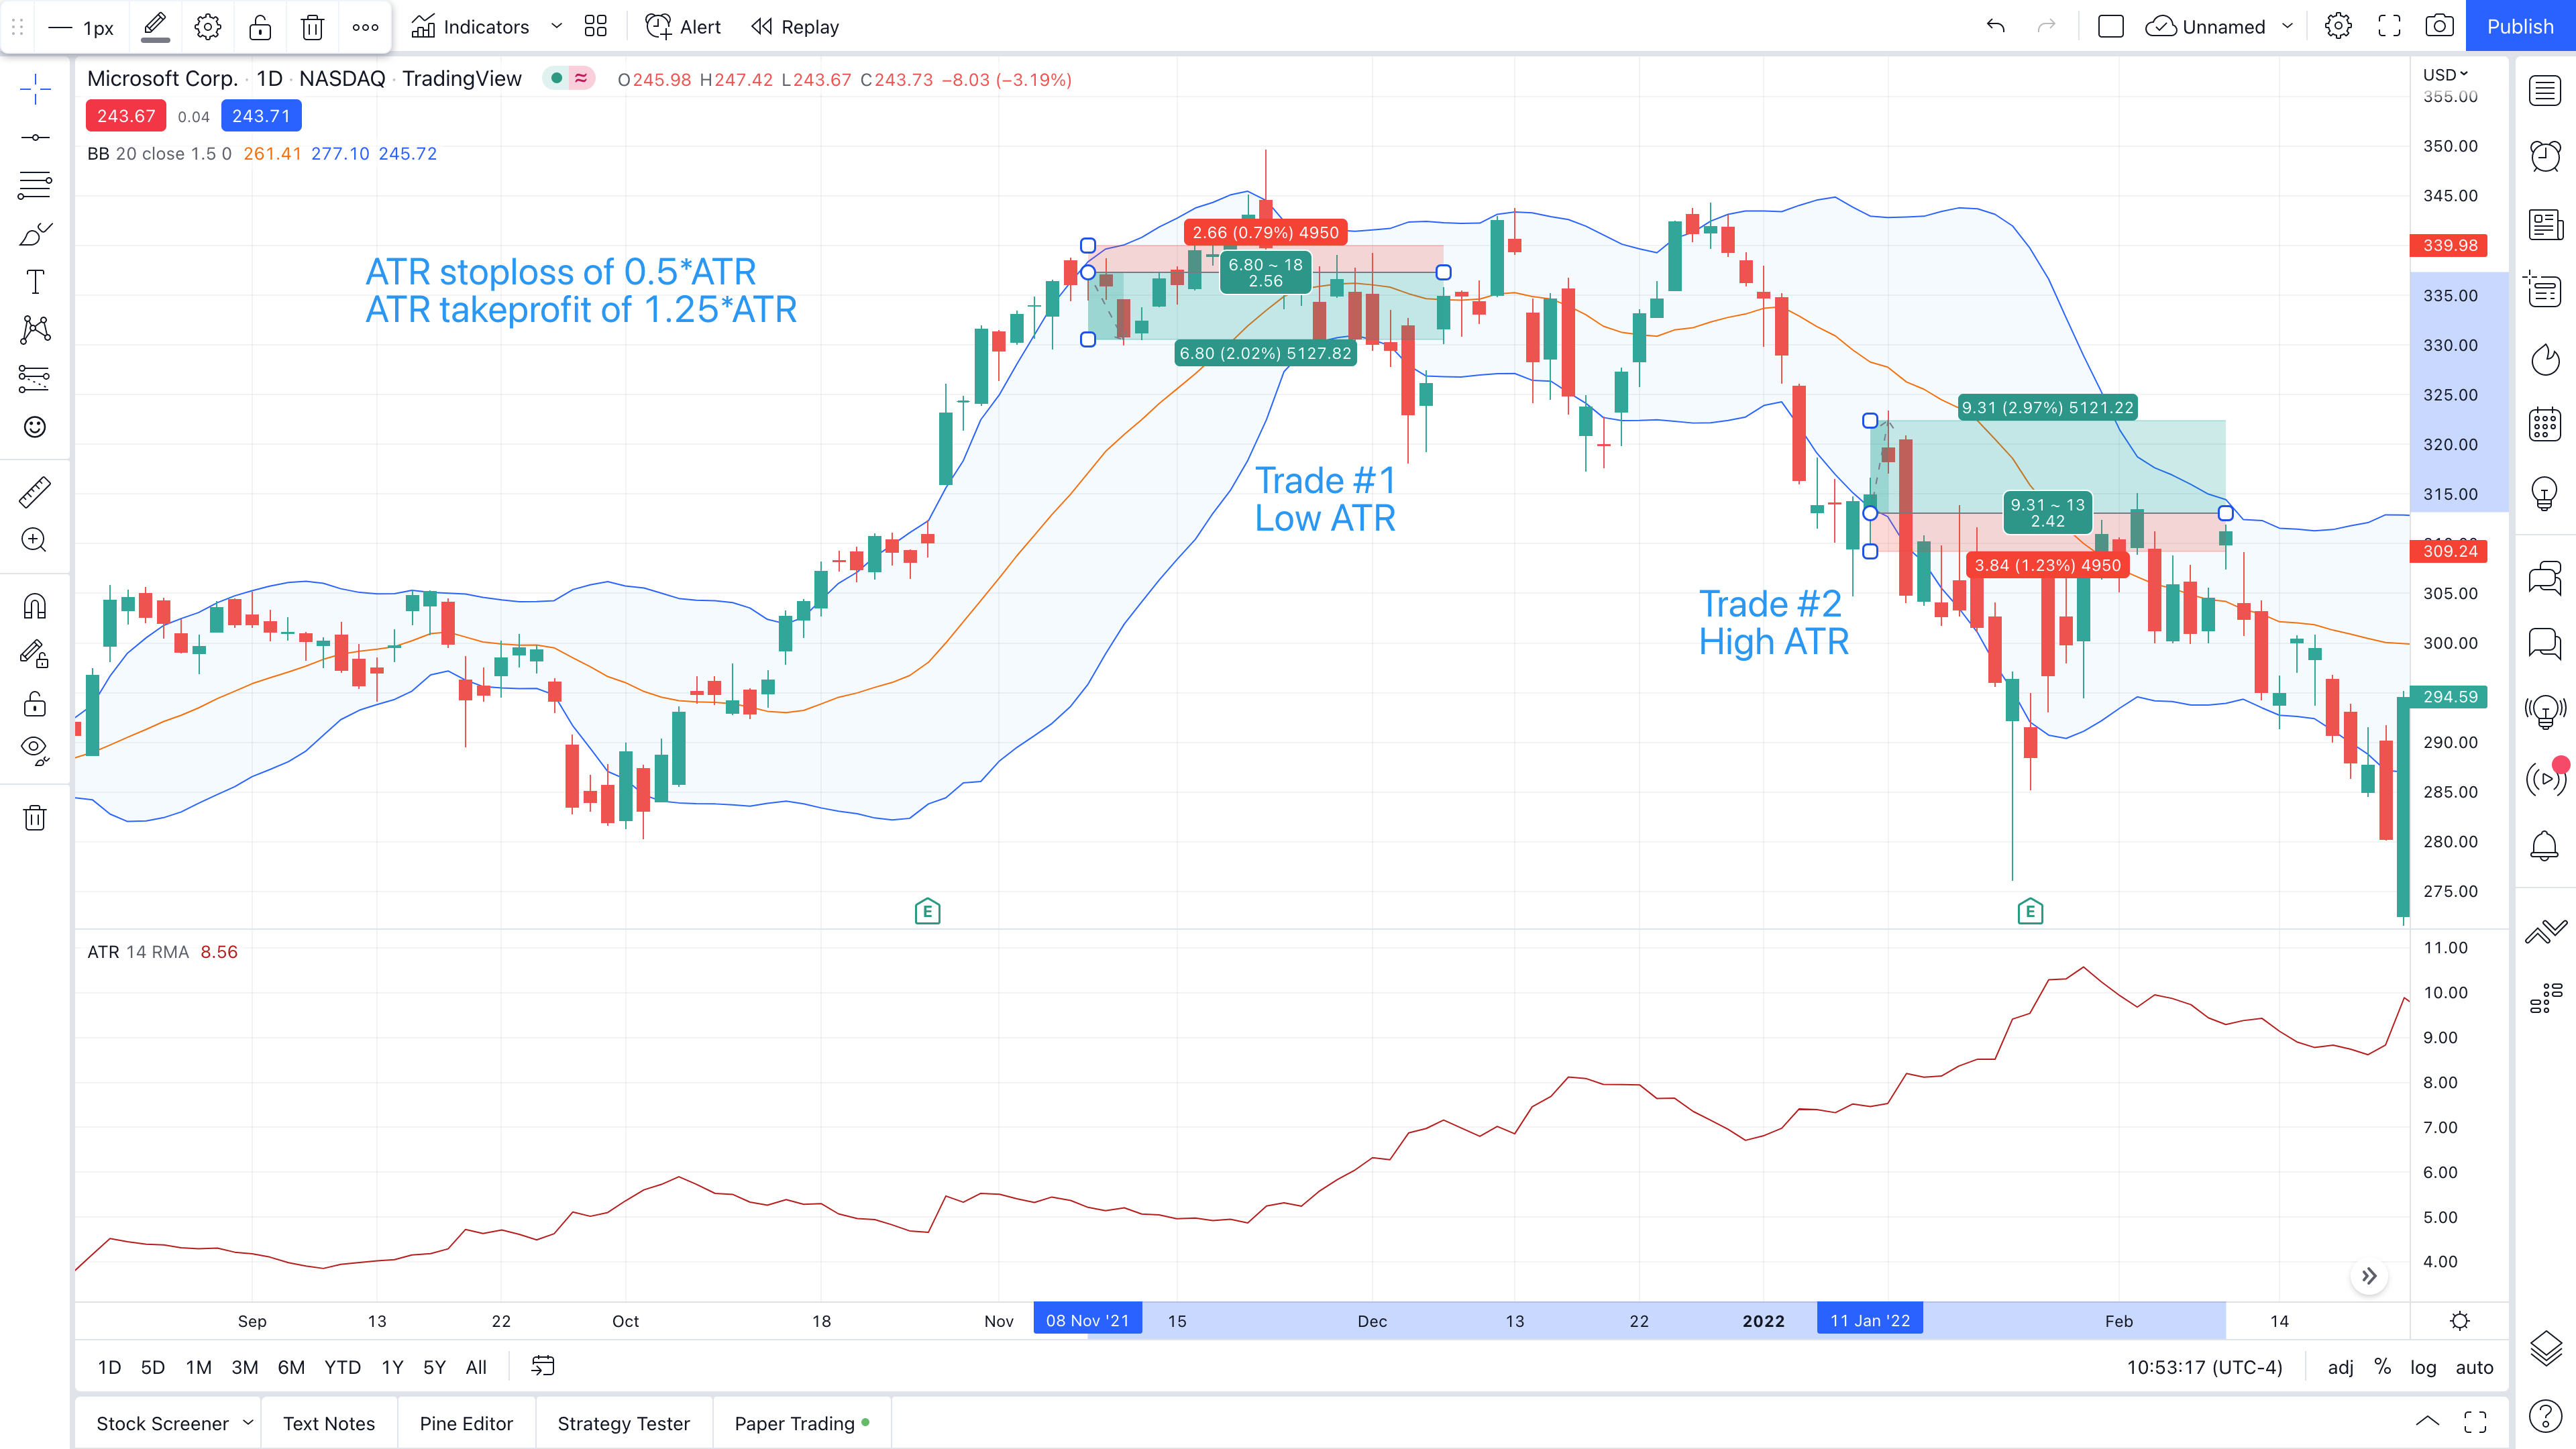 1px
Indicators
Alert
Replay
Unnamed
Publish
Microsoft Corp. · 1D · NASDAQ · TradingView
O245.98 H247.42 L243.67 C243.73 −8.03 (−3.19%)
243.67 0.04 243.71
BB 20 close 1.5 0 261.41 277.10 245.72
ATR stoploss of 0.5*ATR
ATR takeprofit of 1.25*ATR
2.66 (0.79%) 4950
6.80 ~ 18
2.56
6.80 (2.02%) 5127.82
Trade #1
Low ATR
9.31 (2.97%) 5121.22
9.31 ~ 13
2.42
3.84 (1.23%) 4950
Trade #2
High ATR
E
E
USD
355.00
350.00
345.00
339.98
335.00
330.00
325.00
320.00
315.00
309.24
305.00
300.00
294.59
290.00
285.00
280.00
275.00
ATR 14 RMA 8.56
11.00
10.00
9.00
8.00
7.00
6.00
5.00
4.00
Sep 13 22 Oct 18 Nov 08 Nov '21 15 Dec 13 22 2022 11 Jan '22 Feb 14
1D 5D 1M 3M 6M YTD 1Y 5Y All
10:53:17 (UTC-4)
adj % log auto
Stock Screener
Text Notes
Pine Editor
Strategy Tester
Paper Trading